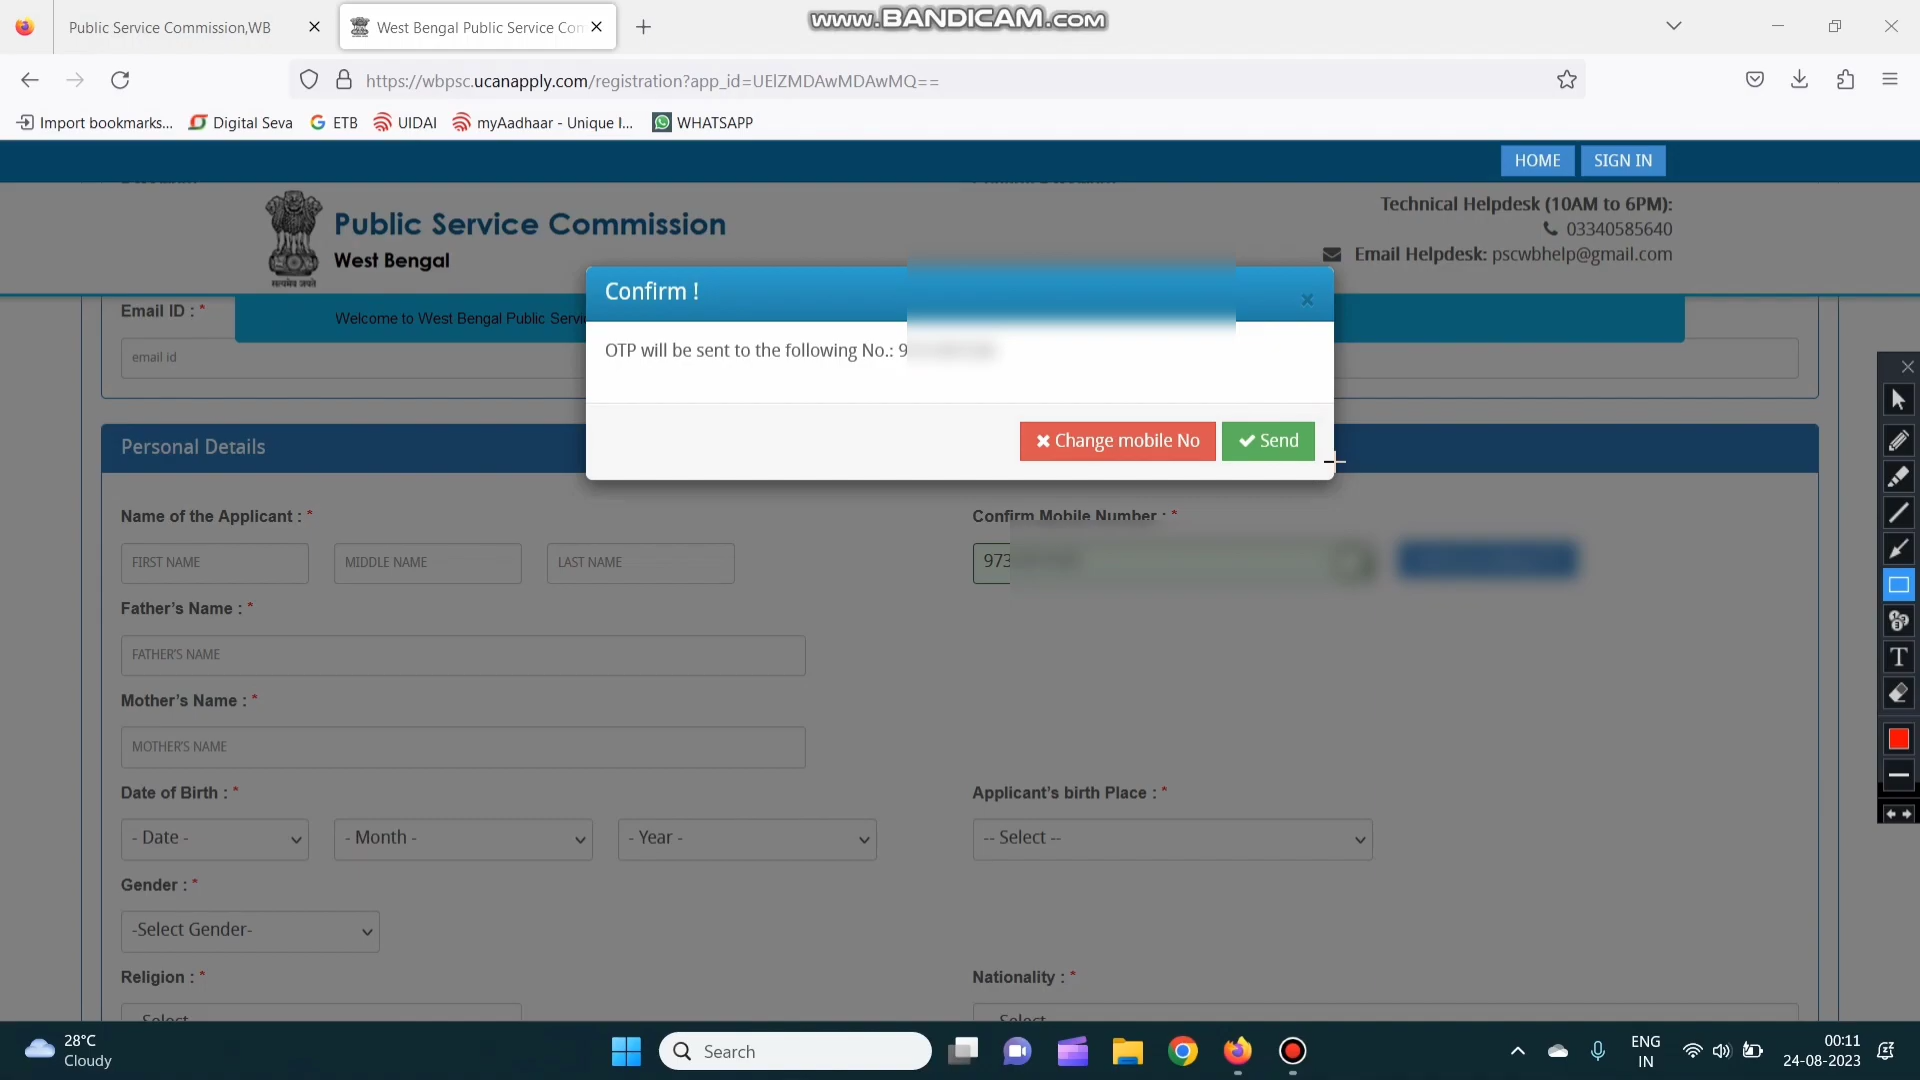 Public Service Commission,WB
West Bengal Public Service Con
www.BANDICAM.com
https://wbpsc.ucanapply.com/registration?app_id=UElZMDAwMDAwMQ==
Import bookmarks...
Digital Seva
ETB
UIDAI
myAadhaar - Unique I...
WHATSAPP
HOME
SIGN IN
Public Service Commission
West Bengal
सत्यमेव जयते
Technical Helpdesk (10AM to 6PM):
03340585640
Email Helpdesk: pscwbhelp@gmail.com
Email ID : *
Welcome to West Bengal Public Servi
email id
Confirm !
×
OTP will be sent to the following No.: 9
Change mobile No
Send
Personal Details
Name of the Applicant : *
Confirm Mobile Number : *
FIRST NAME
MIDDLE NAME
LAST NAME
973
Father's Name : *
FATHER'S NAME
Mother's Name : *
MOTHER'S NAME
Date of Birth : *
Applicant's birth Place : *
- Date -
- Month -
- Year -
-- Select --
Gender : *
-Select Gender-
Religion : *
Nationality : *
Select
Select
T
28°C
Cloudy
Search
ENG
IN
00:11
24-08-2023